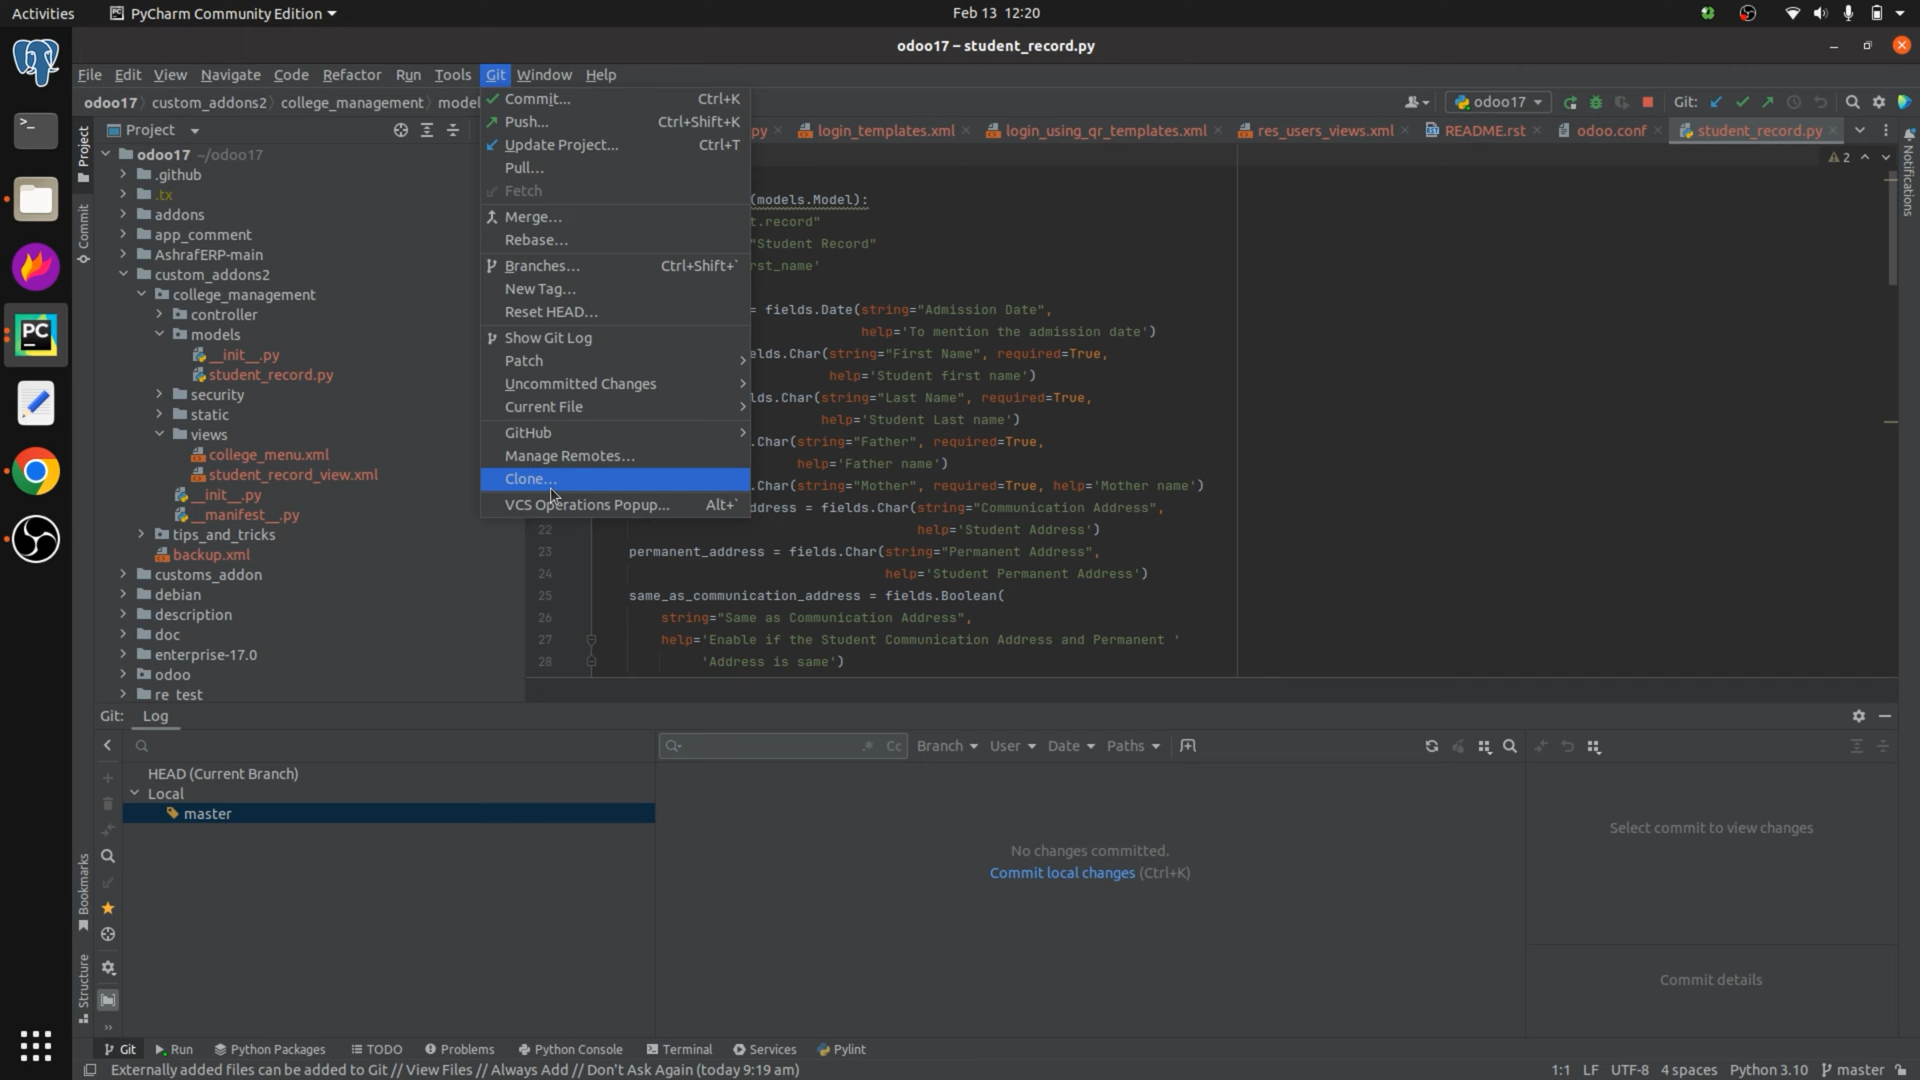 Activities
PyCharm Community Edition
Feb 13 12:20
odoo17 – student_record.py
File Edit View Navigate Code Refactor Run Tools Git Window Help
odoo17 custom_addons2 college_management model
odoo17
Git:
Project
py
login_templates.xml
login_using_qr_templates.xml
res_users_views.xml
README.rst
odoo.conf
student_record.py
Project
Commit
Bookmarks
Structure
Notifications
2
odoo17 ~/odoo17
.github
.tx
addons
app_comment
AshrafERP-main
custom_addons2
college_management
controller
models
__init__.py
student_record.py
security
static
views
college_menu.xml
student_record_view.xml
__init__.py
__manifest__.py
tips_and_tricks
backup.xml
customs_addon
debian
description
doc
enterprise-17.0
odoo
re_test
Commit... Ctrl+K
Push... Ctrl+Shift+K
Update Project... Ctrl+T
Pull...
Fetch
Merge...
Rebase...
Branches... Ctrl+Shift+`
New Tag...
Reset HEAD...
Show Git Log
Patch
Uncommitted Changes
Current File
GitHub
Manage Remotes...
Clone...
VCS Operations Popup... Alt+`
(models.Model):
t.record"
"Student Record"
rst_name'
= fields.Date(string="Admission Date",
help='To mention the admission date')
elds.Char(string="First Name", required=True,
help='Student first name')
lds.Char(string="Last Name", required=True,
help='Student Last name')
.Char(string="Father", required=True,
help='Father name')
.Char(string="Mother", required=True, help='Mother name')
ddress = fields.Char(string="Communication Address",
22 help='Student Address')
23 permanent_address = fields.Char(string="Permanent Address",
24 help='Student Permanent Address')
25 same_as_communication_address = fields.Boolean(
26 string="Same as Communication Address",
27 help='Enable if the Student Communication Address and Permanent '
28 'Address is same')
Git: Log
Cc
Branch User Date Paths
HEAD (Current Branch)
Local
master
No changes committed.
Commit local changes (Ctrl+K)
Select commit to view changes
Commit details
Git Run Python Packages TODO Problems Python Console Terminal Services Pylint
Externally added files can be added to Git // View Files // Always Add // Don't Ask Again (today 9:19 am)
1:1 LF UTF-8 4 spaces Python 3.10 master